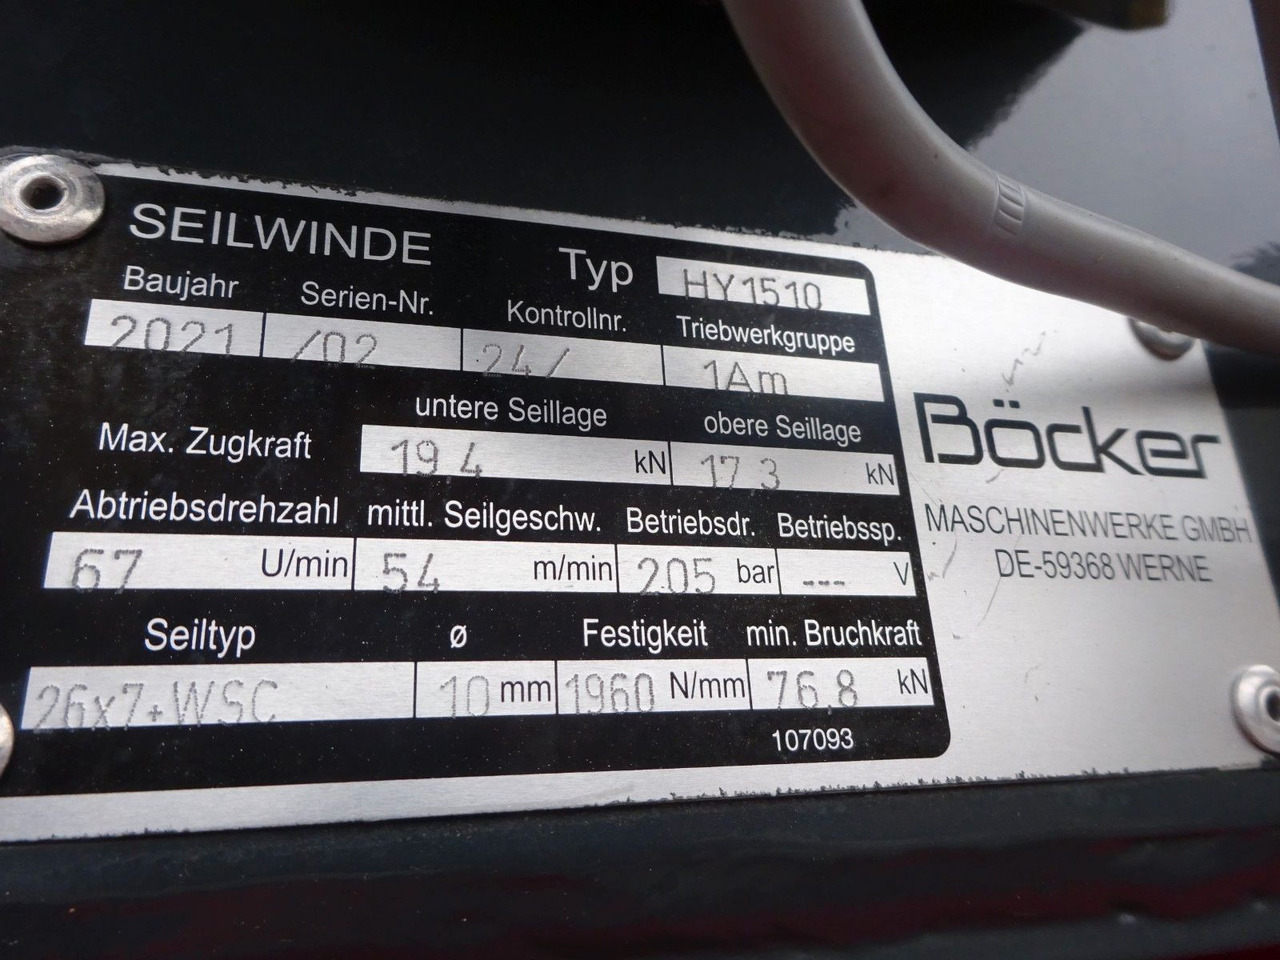 SEILWINDE Typ HY1510
Baujahr Serien-Nr. Kontrollnr. Triebwerkgruppe
2021 /02 24/ 1Am
untere Seillage obere Seillage
Max. Zugkraft 19,4 kN 17,3 kN
Abtriebsdrehzahl mittl. Seilgeschw. Betriebsdr. Betriebssp.
67 U/min 54 m/min 205 bar --- V
Seiltyp ø Festigkeit min. Bruchkraft
26x7+WSC 10 mm 1960 N/mm 76,8 kN
107093
Böcker
MASCHINENWERKE GMBH
DE-59368 WERNE